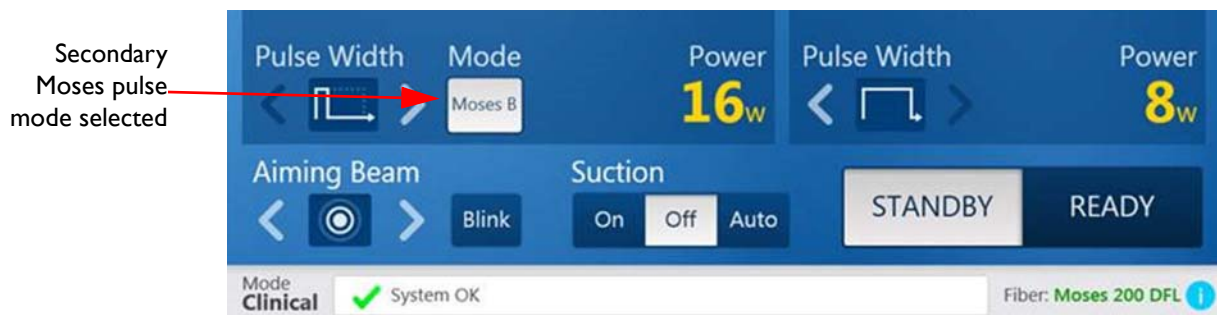 Secondary
Moses pulse
mode selected
Pulse Width Mode Power
Moses B 16w
Pulse Width Power
8w
Aiming Beam Suction
Blink On Off Auto STANDBY READY
Mode
Clinical System OK Fiber: Moses 200 DFL i